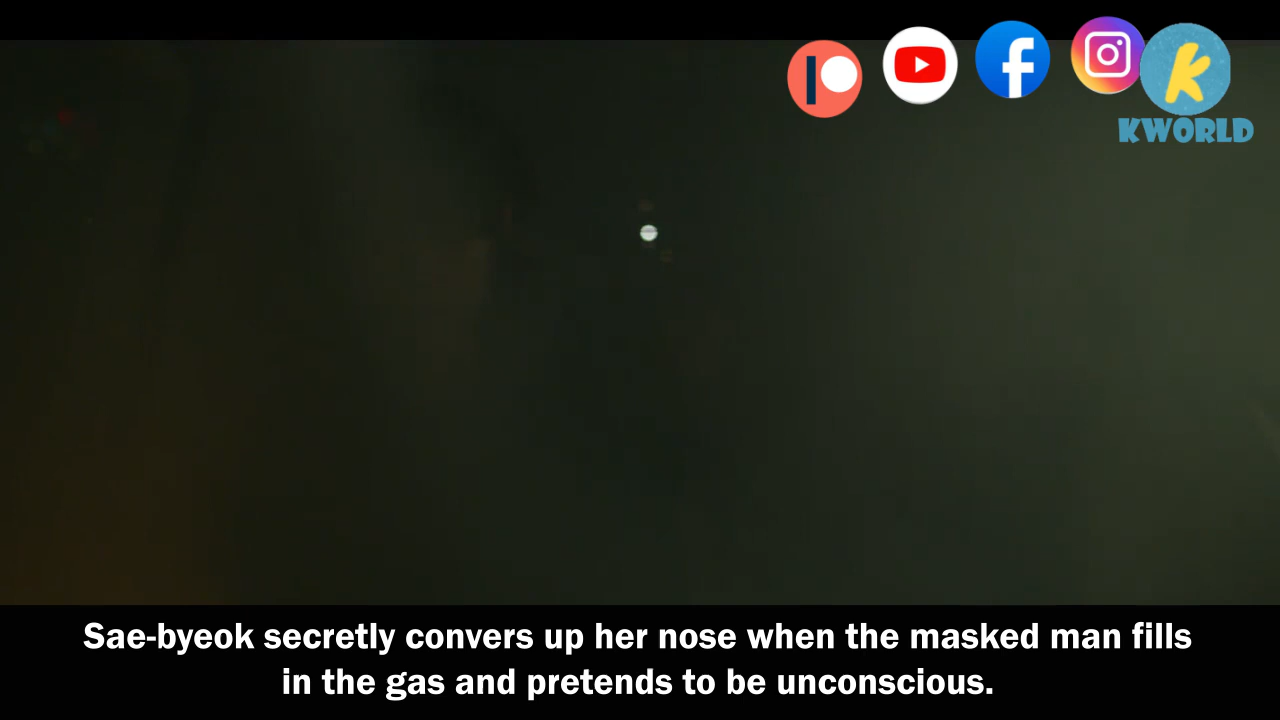 KWORLD
Sae-byeok secretly convers up her nose when the masked man fills
in the gas and pretends to be unconscious.